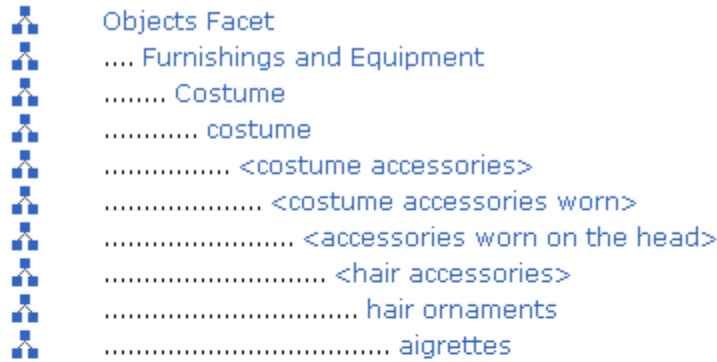 Objects Facet
.... Furnishings and Equipment
........ Costume
............ costume
................ <costume accessories>
.................... <costume accessories worn>
........................ <accessories worn on the head>
............................ <hair accessories>
................................ hair ornaments
.................................... aigrettes